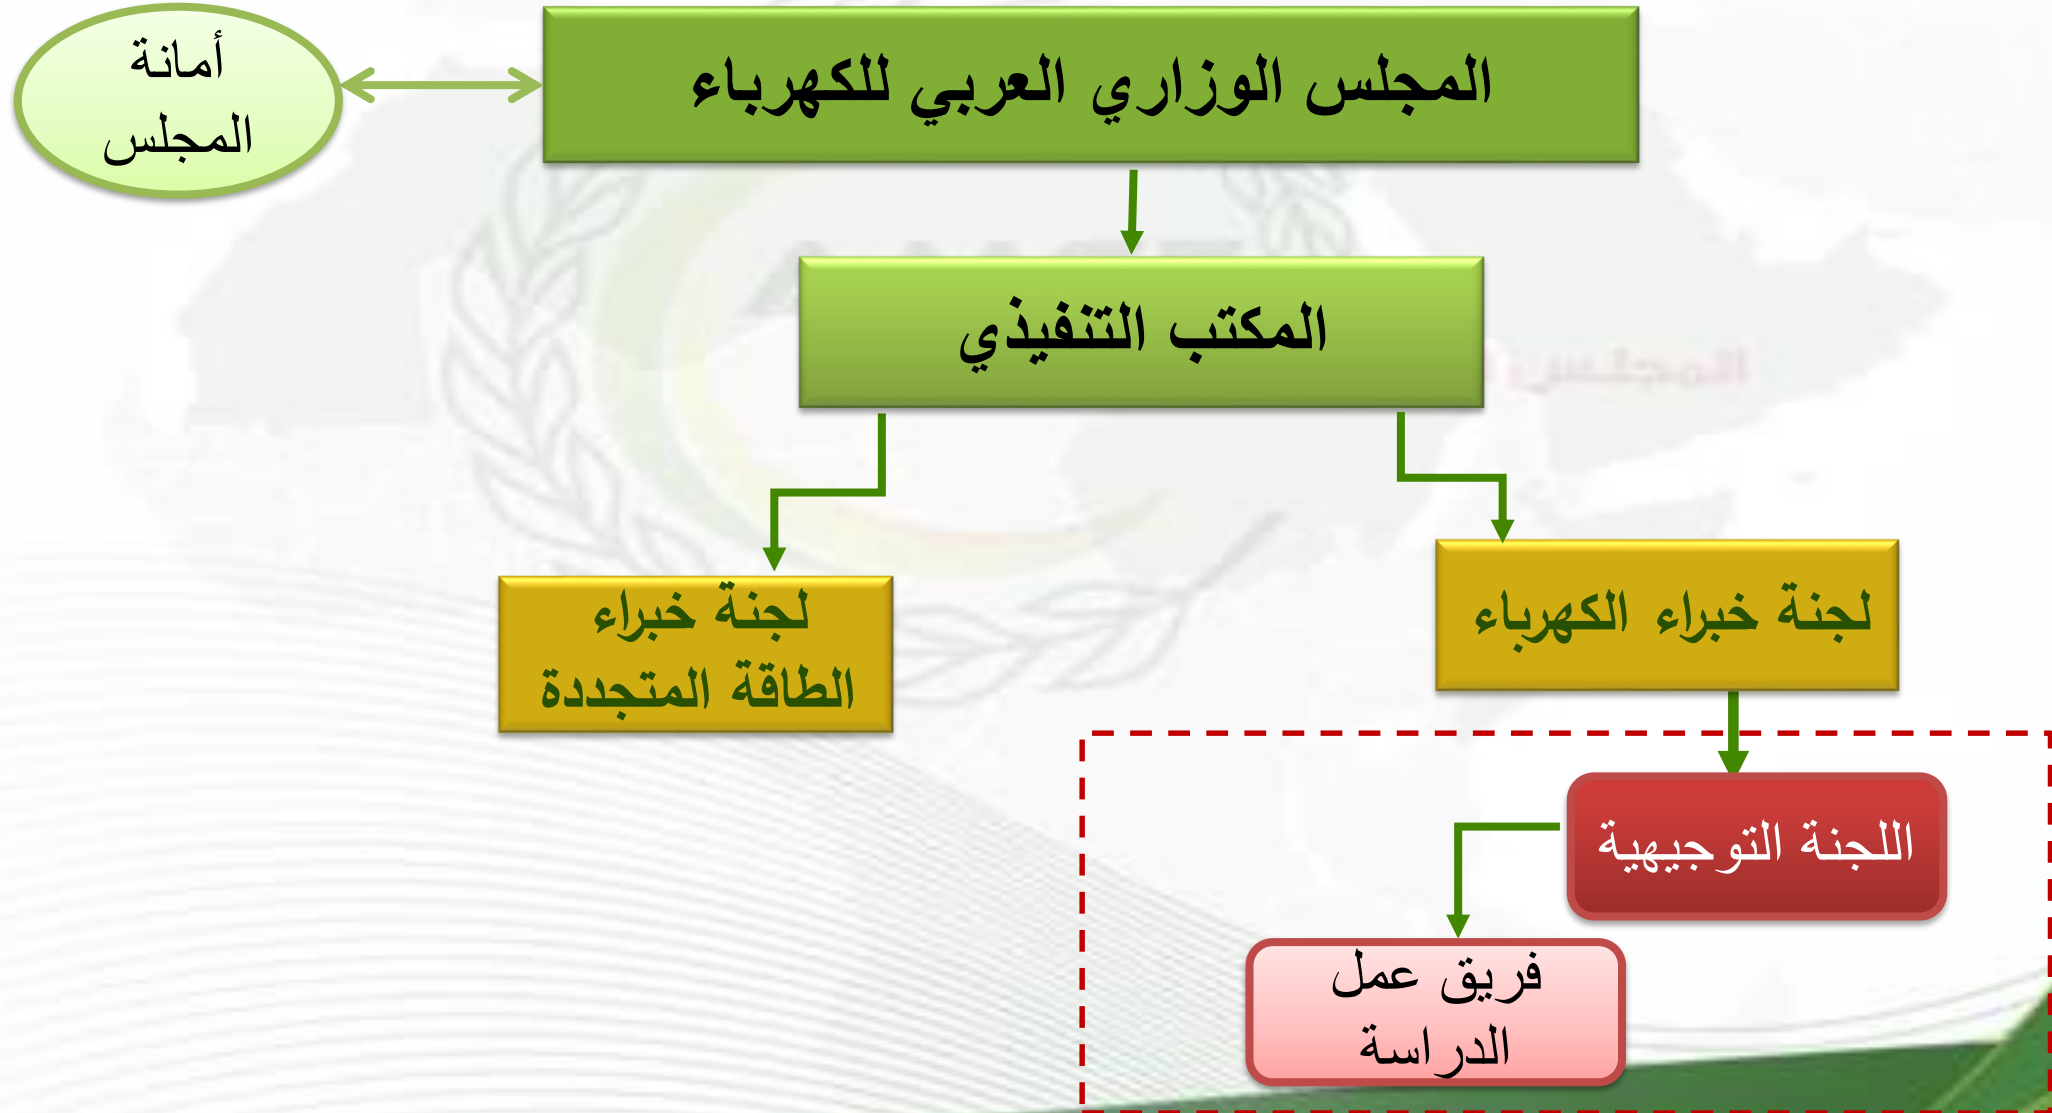 المجلس الوزاري العربي للكهرباء
أمانة
المجلس
المكتب التنفيذي
لجنة خبراء الكهرباء
لجنة خبراء
الطاقة المتجددة
اللجنة التوجيهية
فريق عمل
الدراسة